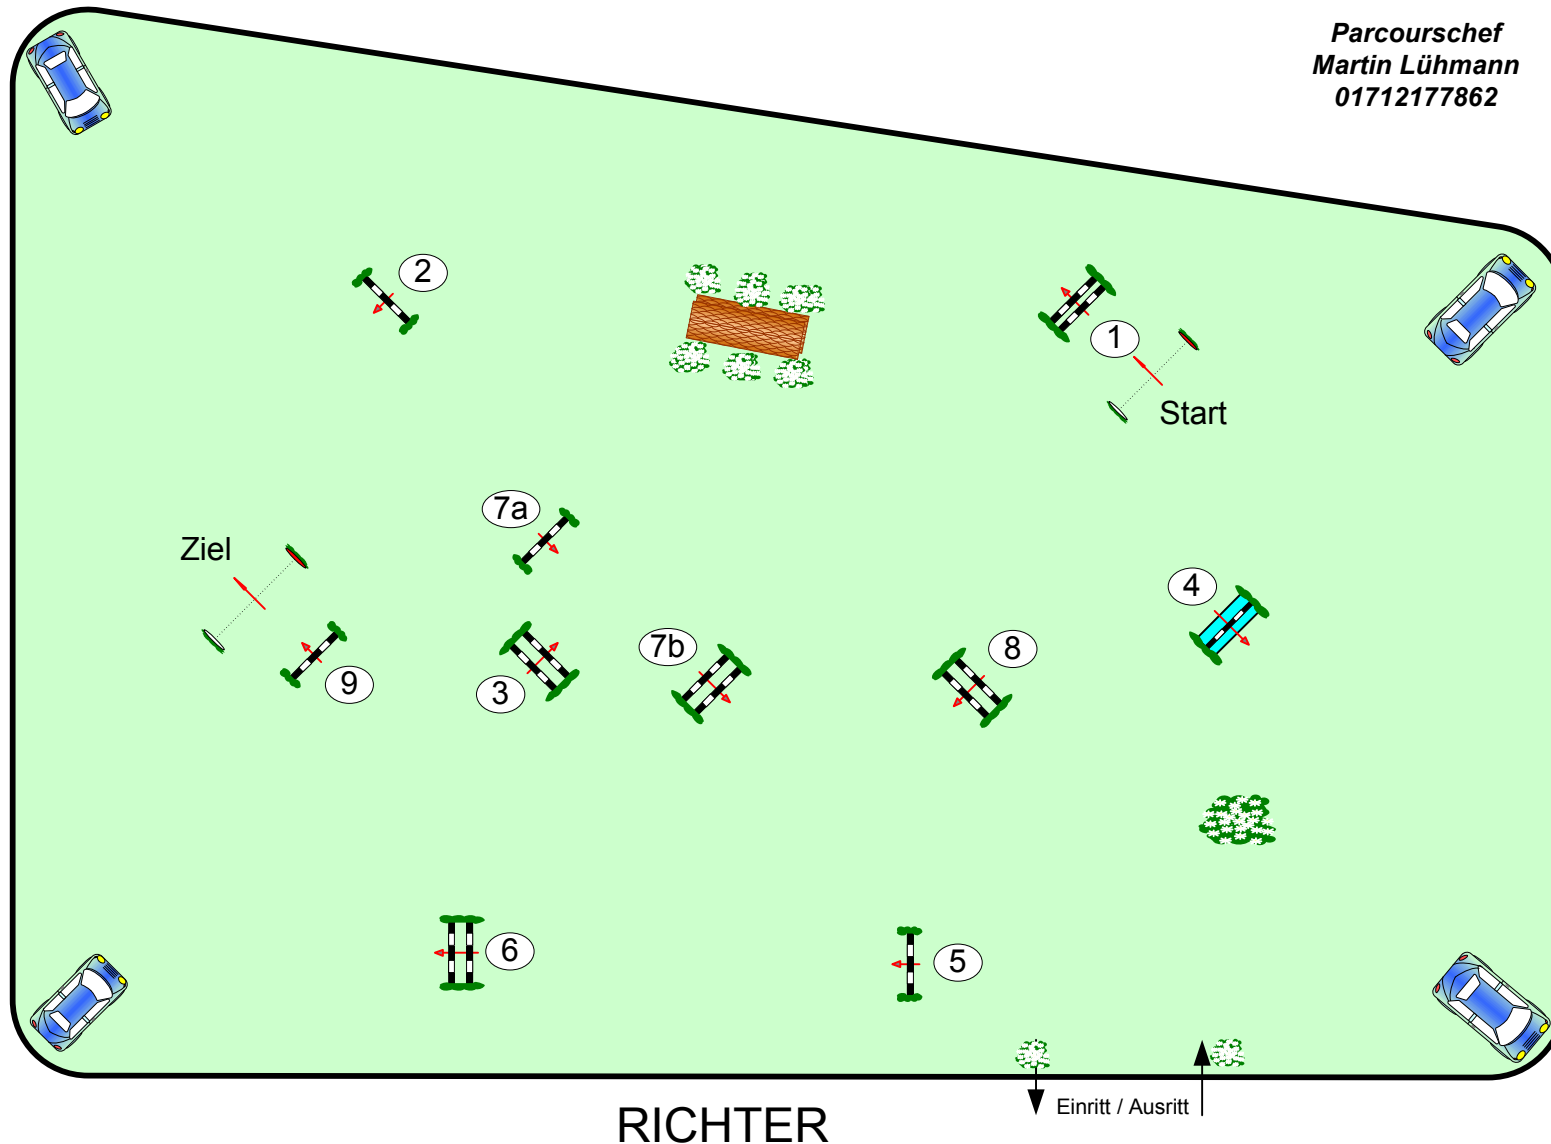 Parcourschef
Martin Lühmann
01712177862
2
1
Start
7a
Ziel
4
7b
8
3
9
6
5
Einritt / Ausritt
RICHTER